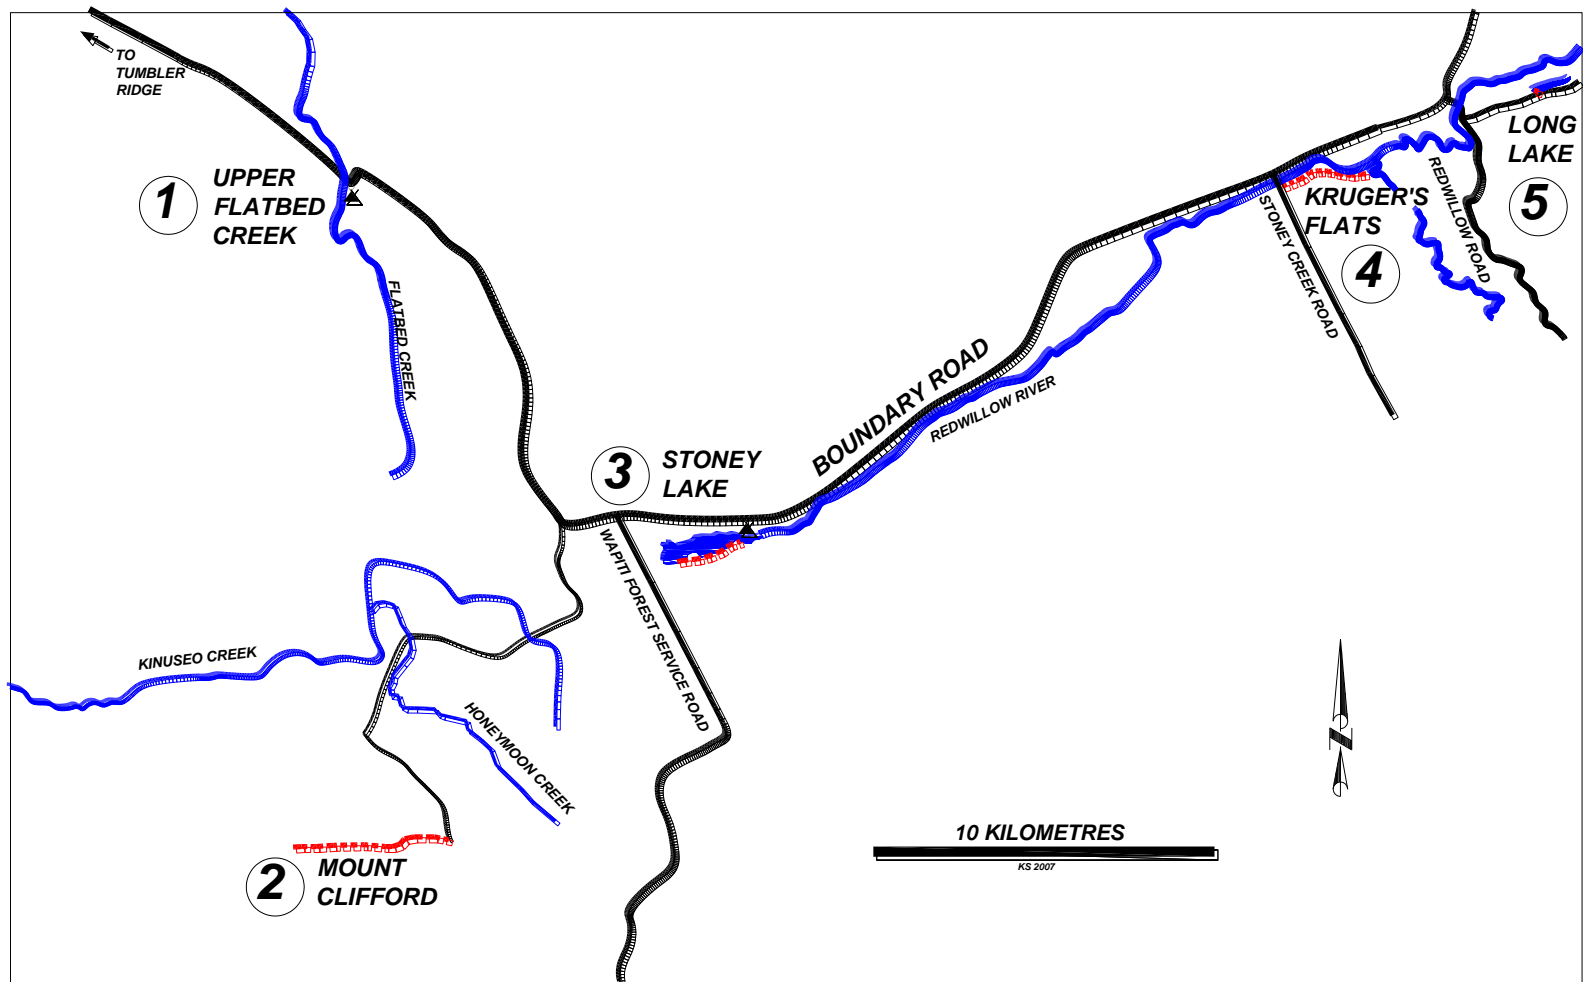 TO
TUMBLER
RIDGE
1
UPPER
FLATBED
CREEK
FLATBED CREEK
LONG
LAKE
5
REDWILLOW ROAD
KRUGER'S
FLATS
4
STONEY CREEK ROAD
BOUNDARY ROAD
REDWILLOW RIVER
3
STONEY
LAKE
WAPITI FOREST SERVICE ROAD
KINUSEO CREEK
HONEYMOON CREEK
2
MOUNT
CLIFFORD
N
10 KILOMETRES
KS 2007